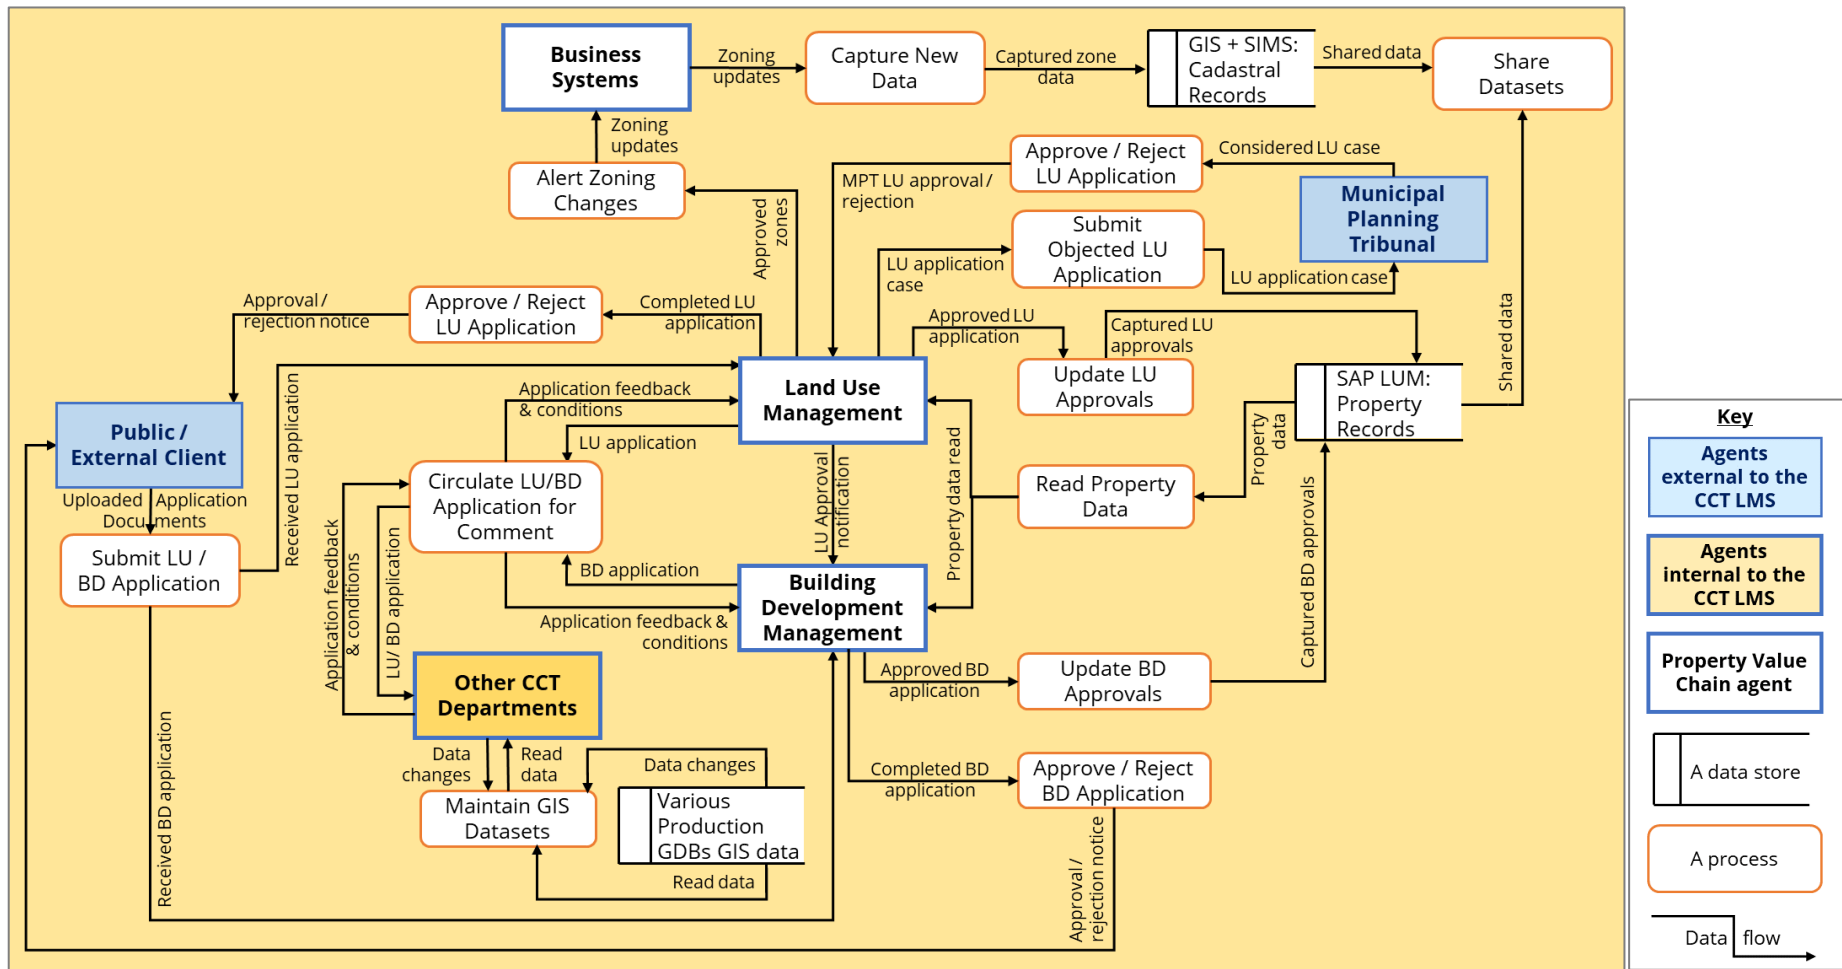 Business
Systems
Zoning
updates
Capture New
Data
Captured zone
data
GIS + SIMS:
Cadastral
Records
Shared data
Share
Datasets
Zoning
updates
Alert Zoning
Changes
Approved
zones
MPT LU approval /
rejection
Approve / Reject
LU Application
Considered LU case
Municipal
Planning
Tribunal
Submit
Objected LU
Application
LU application
case
LU application case
Approval /
rejection notice
Approve / Reject
LU Application
Completed LU
application
Approved LU
application
Captured LU
approvals
Shared data
Update LU
Approvals
SAP LUM:
Property
Records
Property
data
Land Use
Management
Application feedback
& conditions
LU application
Received LU application
Public /
External Client
Uploaded Application
Documents
Submit LU /
BD Application
Circulate LU/BD
Application for
Comment
LU Approval
notification
Property data read
Read Property
Data
Captured BD approvals
BD application
Building
Development
Management
Application feedback &
conditions
Application feedback
& conditions
LU/ BD application
Other CCT
Departments
Approved BD
application
Update BD
Approvals
Data
changes
Read
data
Data changes
Maintain GIS
Datasets
Various
Production
GDBs GIS data
Read data
Completed BD
application
Approve / Reject
BD Application
Approval /
rejection notice
Received BD application
Key
Agents
external to the
CCT LMS
Agents
internal to the
CCT LMS
Property Value
Chain agent
A data store
A process
Data flow